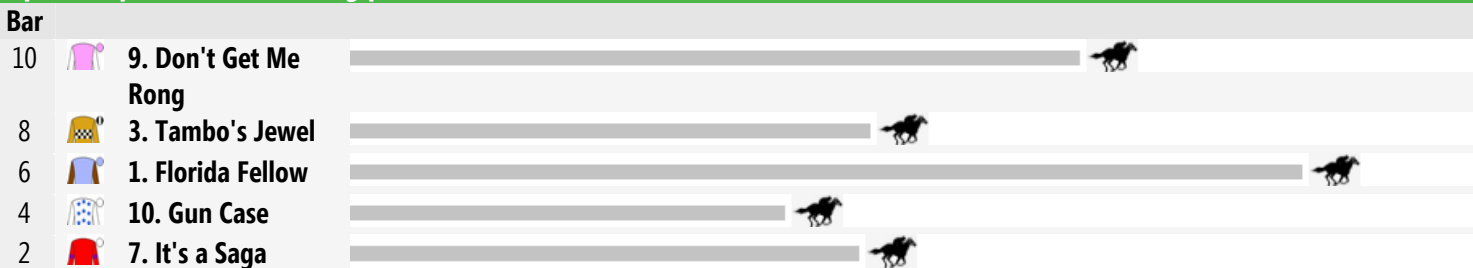 Bar
10 9. Don't Get Me
Rong
8 3. Tambo's Jewel
6 1. Florida Fellow
4 10. Gun Case
2 7. It's a Saga